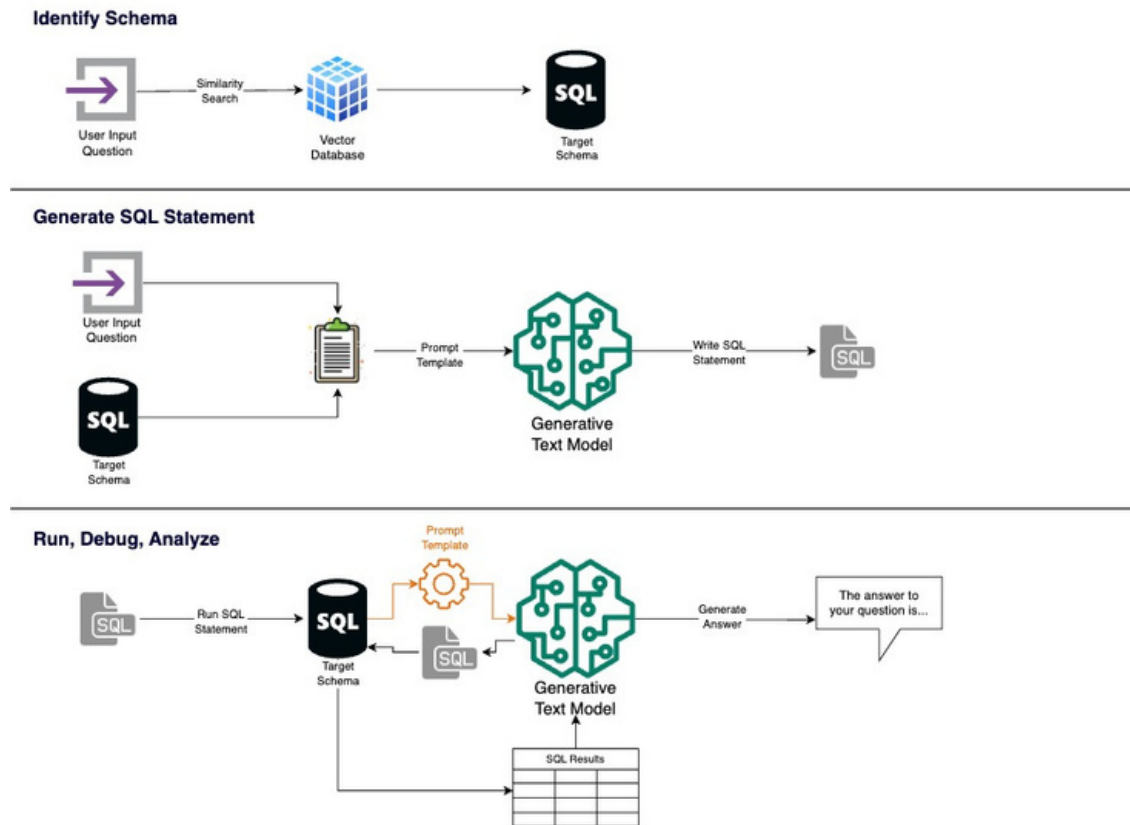 Identify Schema
User Input
Question
Similarity
Search
Vector
Database
SQL
Target
Schema
Generate SQL Statement
User Input
Question
SQL
Target
Schema
Prompt
Template
Generative
Text Model
Write SQL
Statement
SQL
Run, Debug, Analyze
SQL
Run SQL
Statement
SQL
Target
Schema
Prompt
Template
SQL
Generative
Text Model
SQL Results
Generate
Answer
The answer to
your question is...